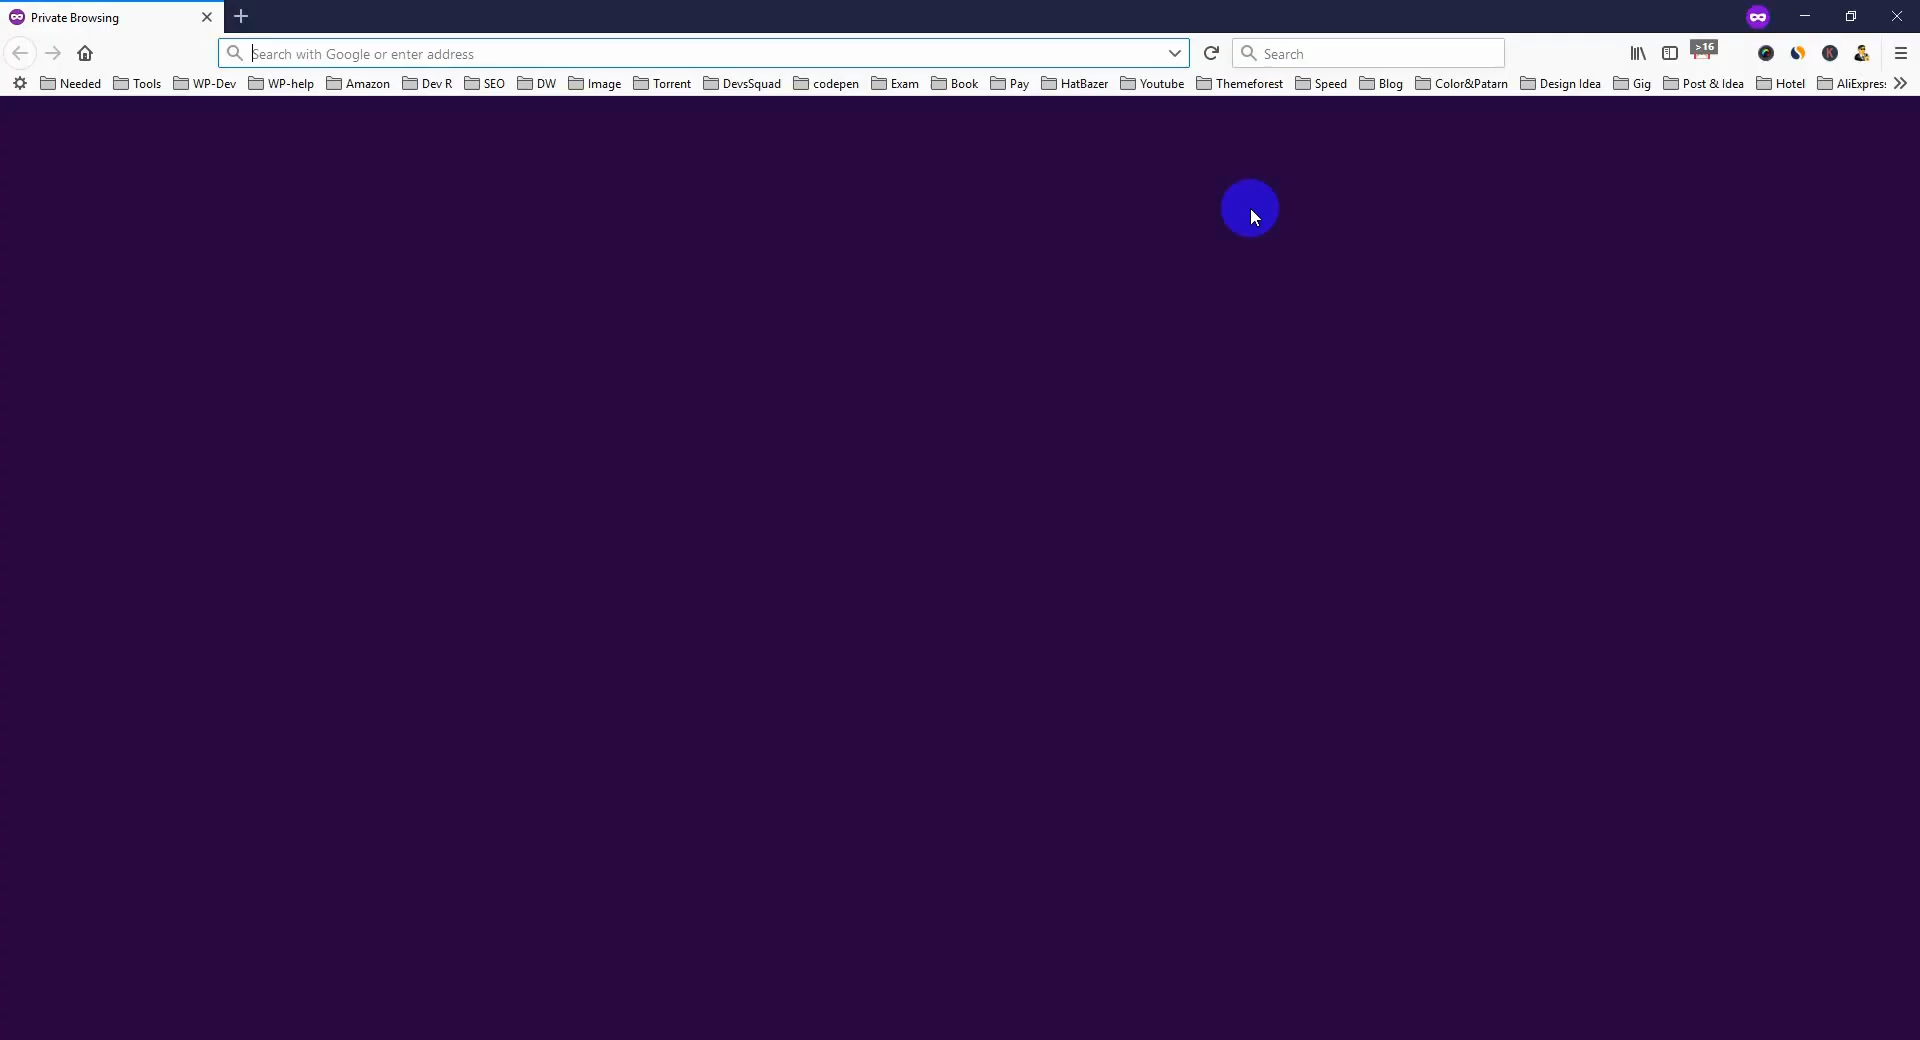 Private Browsing
Search with Google or enter address
Search
>16
Needed Tools WP-Dev WP-help Amazon Dev R SEO DW Image Torrent DevsSquad codepen Exam Book Pay HatBazer Youtube Themeforest Speed Blog Color&Patarn Design Idea Gig Post & Idea Hotel AliExpres